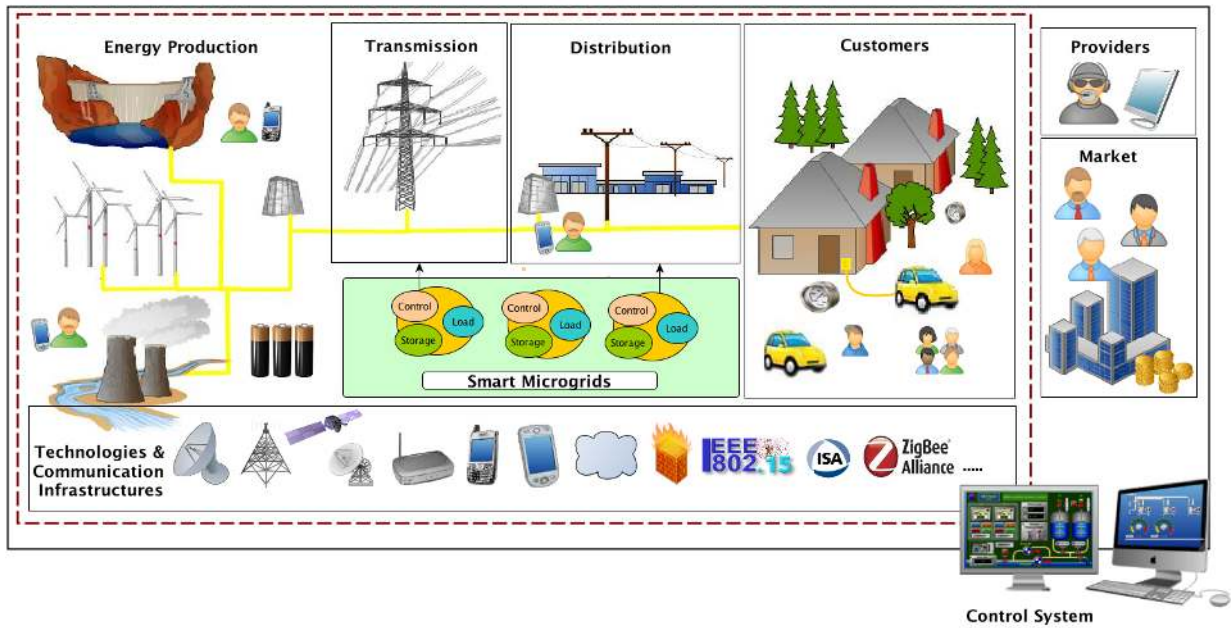 Energy Production
Transmission
Distribution
Customers
Providers
Market
Control
Load
Storage
Control
Load
Storage
Control
Load
Storage
Smart Microgrids
Technologies &
Communication
Infrastructures
IEEE
802.15
ISA
ZigBee®
Alliance
.....
Control System